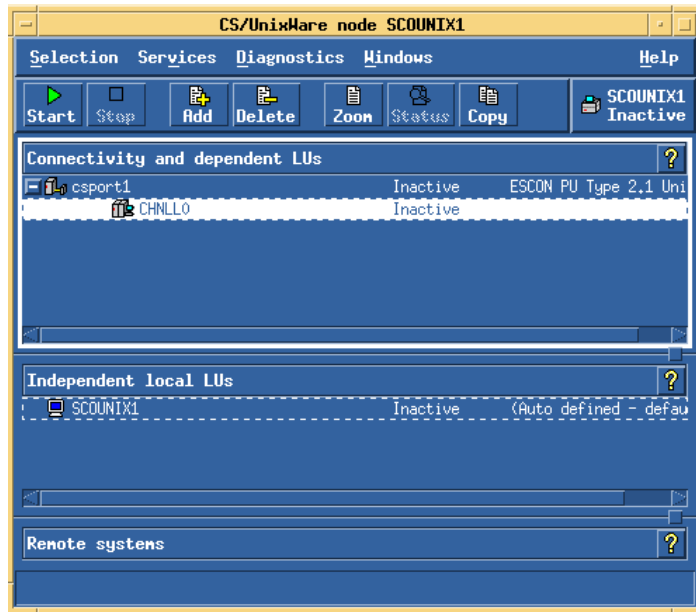 CS/UnixWare node SCOUNIX1
Selection Services Diagnostics Windows Help
Start Stop Add Delete Zoom Status Copy SCOUNIX1 Inactive
Connectivity and dependent LUs ?
csport1 Inactive ESCON PU Type 2.1 Uni
CHNLL0 Inactive
Independent local LUs ?
SCOUNIX1 Inactive (Auto defined - defau
Remote systems ?